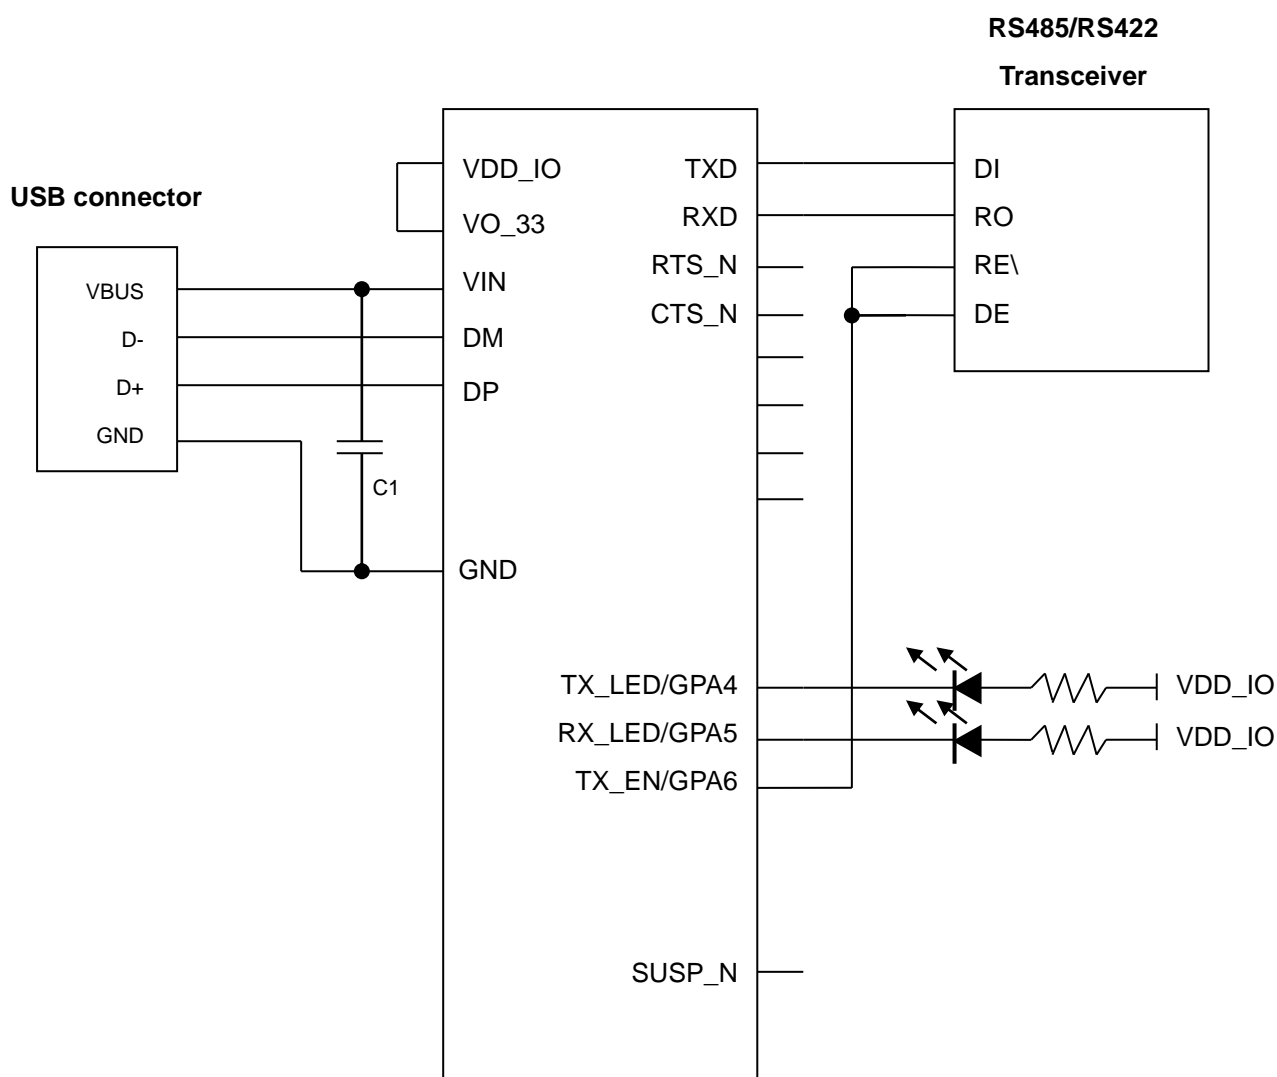 RS485/RS422
Transceiver
USB connector
VBUS
D-
D+
GND
C1
VDD_IO
VO_33
VIN
DM
DP
GND
TXD
RXD
RTS_N
CTS_N
TX_LED/GPA4
RX_LED/GPA5
TX_EN/GPA6
SUSP_N
DI
RO
RE\
DE
VDD_IO
VDD_IO